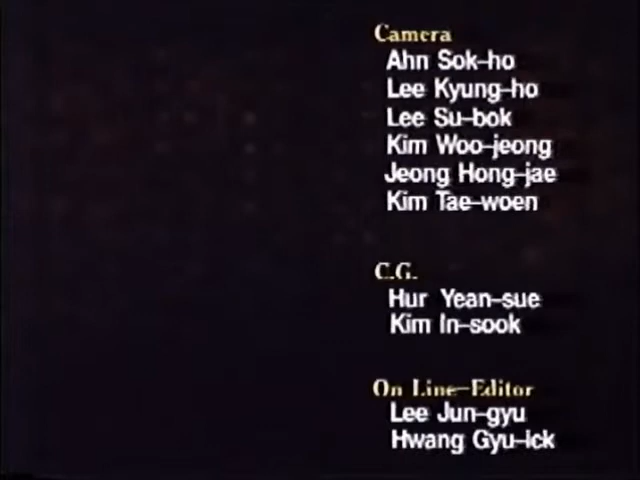 Camera
Ahn Sok-ho
Lee Kyung-ho
Lee Su-bok
Kim Woo-jeong
Jeong Hong-jae
Kim Tae-woen
C.G.
Hur Yean-sue
Kim In-sook
On Line-Editor
Lee Jun-gyu
Hwang Gyu-ick